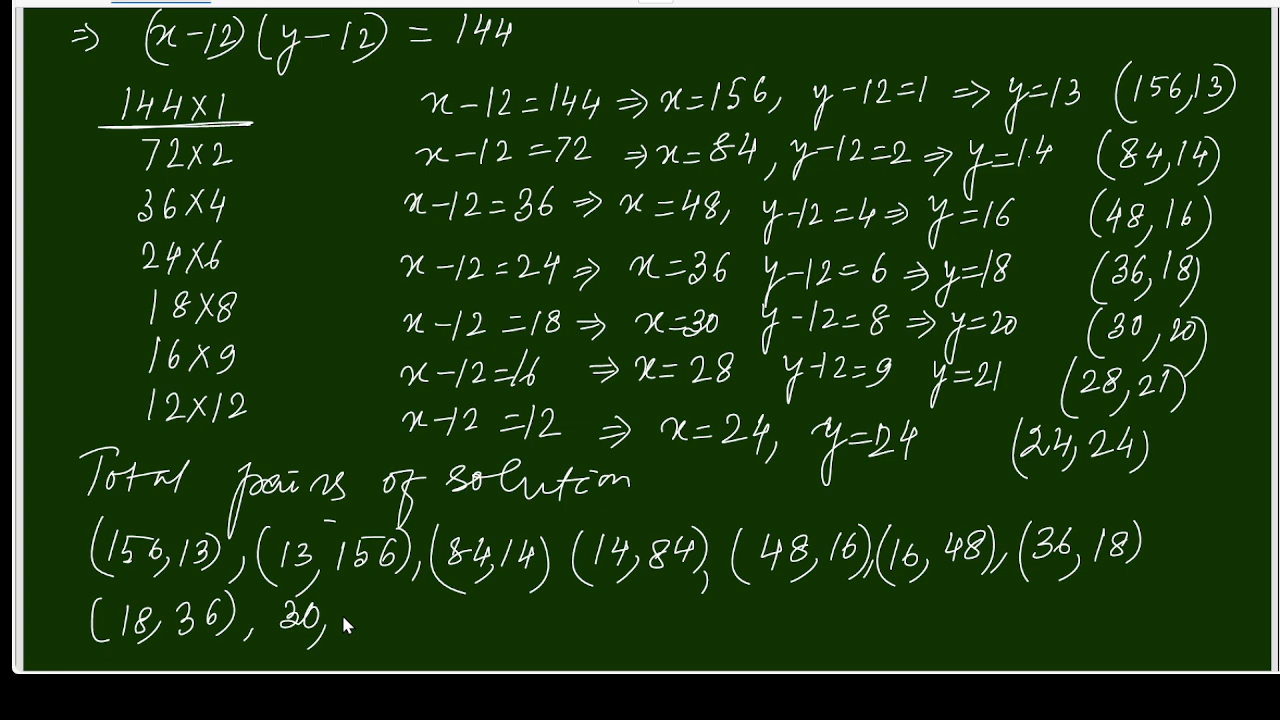 ⇒ (x-12)(y-12) = 144
144×1 x-12=144 ⇒ x=156, y-12=1 ⇒ y=13 (156,13)
72×2 x-12=72 ⇒ x=84, y-12=2 ⇒ y=14 (84,14)
36×4 x-12=36 ⇒ x=48, y-12=4 ⇒ y=16 (48,16)
24×6 x-12=24 ⇒ x=36 y-12=6 ⇒ y=18 (36,18)
18×8 x-12=18 ⇒ x=30 y-12=8 ⇒ y=20 (30,20)
16×9 x-12=16 ⇒ x=28 y-12=9 y=21 (28,21)
12×12 x-12=12 ⇒ x=24, y=24 (24,24)
Total pairs of solution
(156,13), (13,156), (84,14) (14,84), (48,16), (16,48), (36,18)
(18,36), 30,